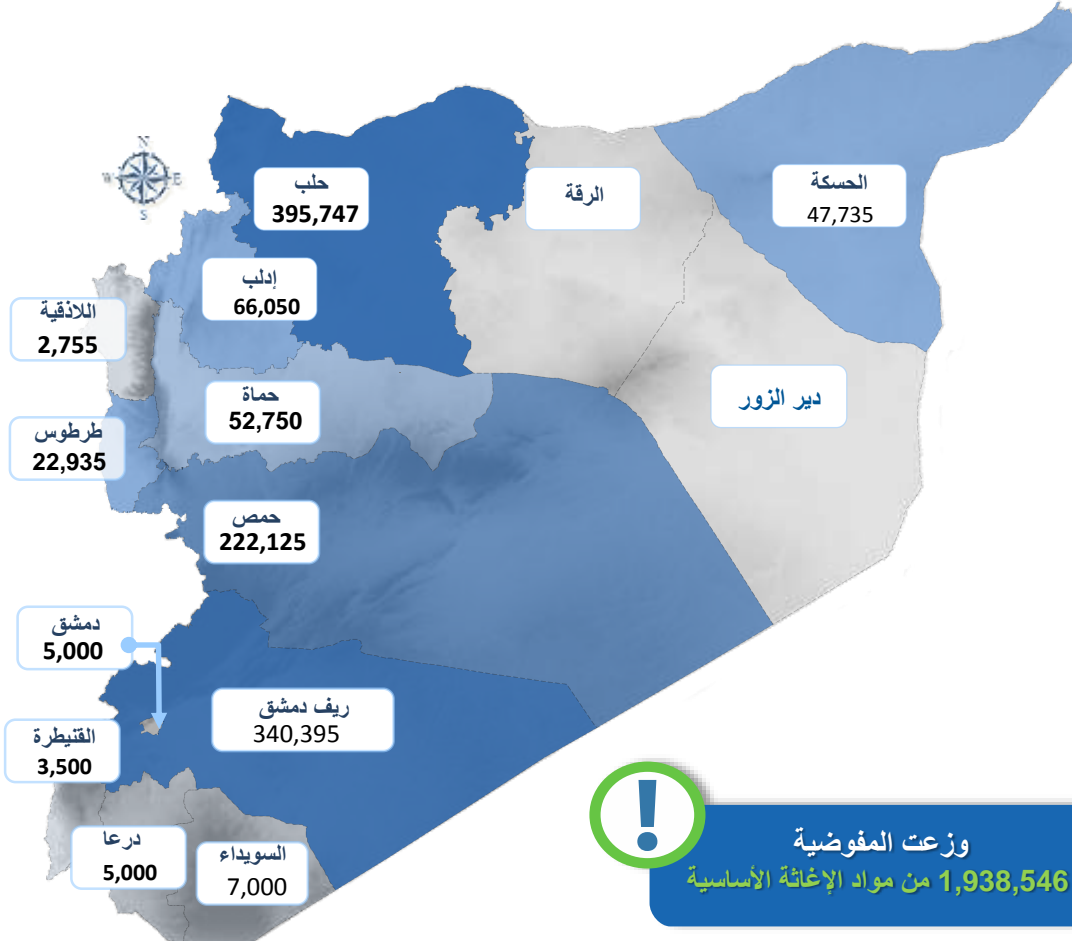 N
W E
S
حلب
395,747
الرقة
الحسكة
47,735
إدلب
66,050
اللاذقية
2,755
حماة
52,750
دير الزور
طرطوس
22,935
حمص
222,125
دمشق
5,000
ريف دمشق
340,395
القنيطرة
3,500
درعا
5,000
السويداء
7,000
!
وزعت المفوضية
1,938,546 من مواد الإغاثة الأساسية